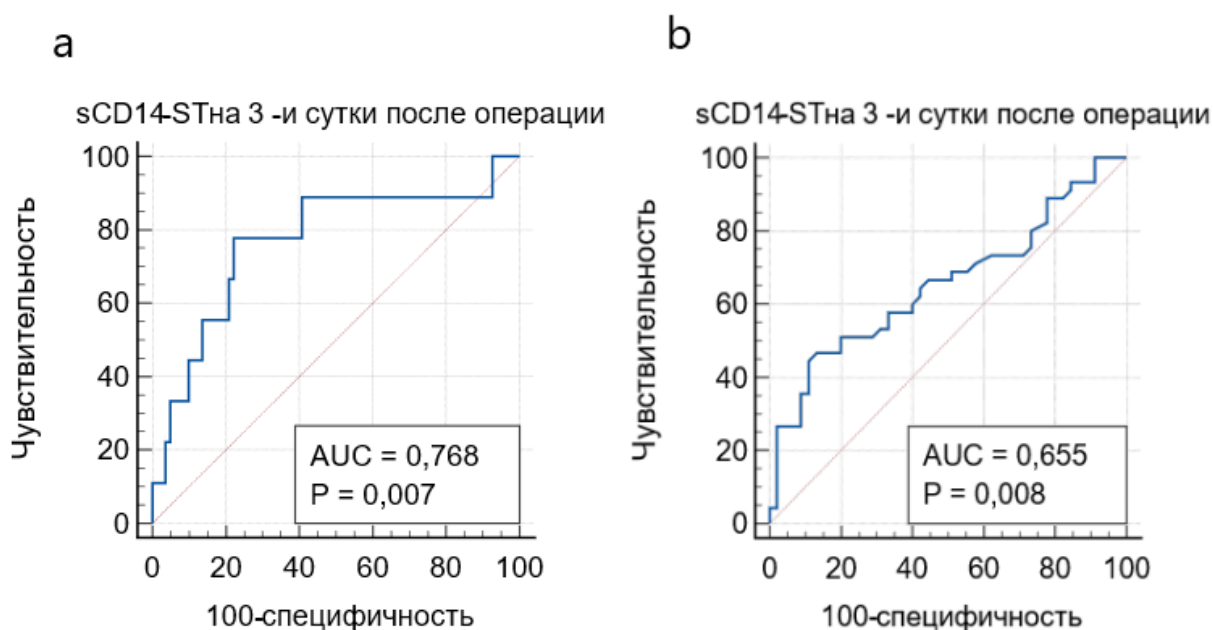 a
sCD14-STна 3 -и сутки после операции
Чувствительность
100
80
60
40
20
0
AUC = 0,768
P = 0,007
0 20 40 60 80 100
100-специфичность
b
sCD14-STна 3 -и сутки после операции
Чувствительность
100
80
60
40
20
0
AUC = 0,655
P = 0,008
0 20 40 60 80 100
100-специфичность